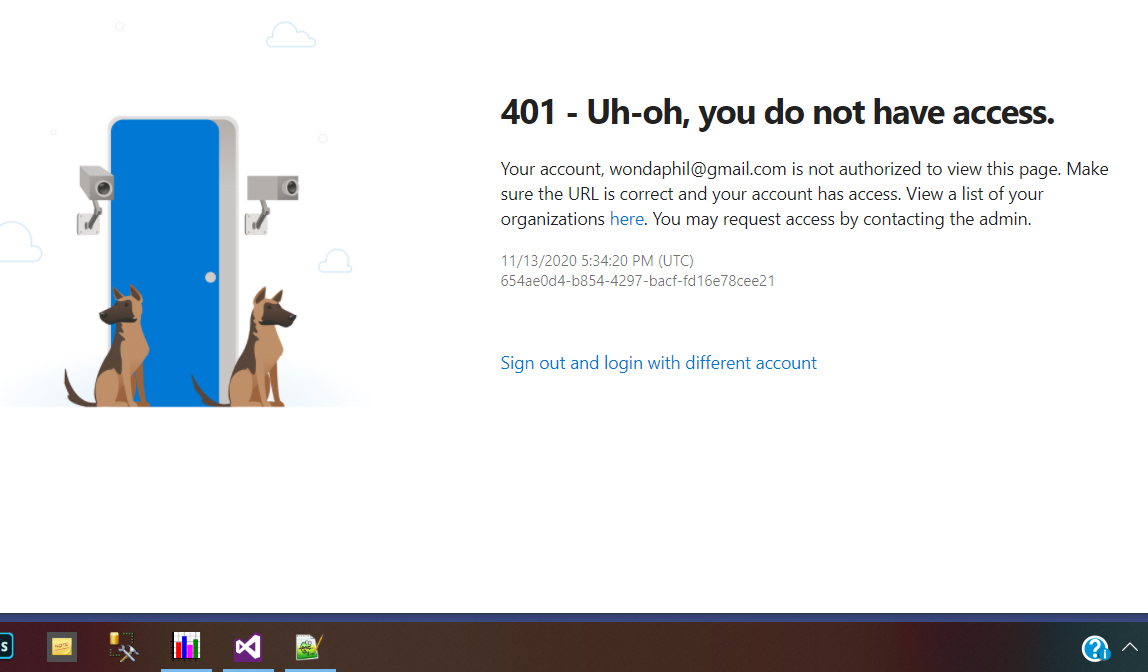 401 - Uh-oh, you do not have access.
Your account, wondaphil@gmail.com is not authorized to view this page. Make
sure the URL is correct and your account has access. View a list of your
organizations here. You may request access by contacting the admin.
11/13/2020 5:34:20 PM (UTC)
654ae0d4-b854-4297-bacf-fd16e78cee21
Sign out and login with different account